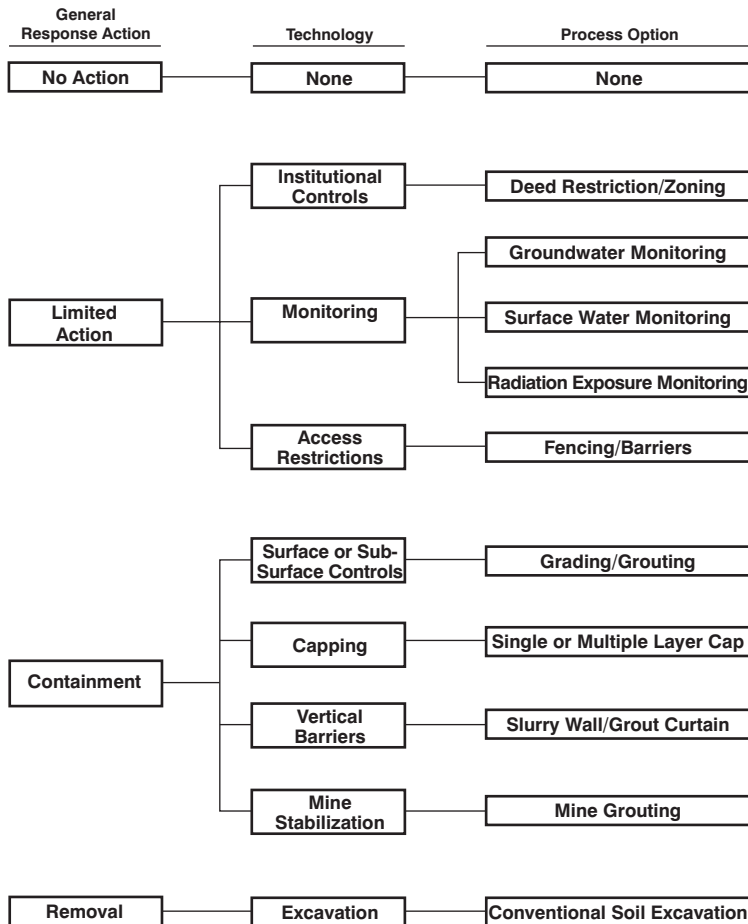 General
Response Action
Technology
Process Option
No Action
None
None
Limited
Action
Institutional
Controls
Deed Restriction/Zoning
Monitoring
Groundwater Monitoring
Surface Water Monitoring
Radiation Exposure Monitoring
Access
Restrictions
Fencing/Barriers
Containment
Surface or Sub-
Surface Controls
Grading/Grouting
Capping
Single or Multiple Layer Cap
Vertical
Barriers
Slurry Wall/Grout Curtain
Mine
Stabilization
Mine Grouting
Removal
Excavation
Conventional Soil Excavation